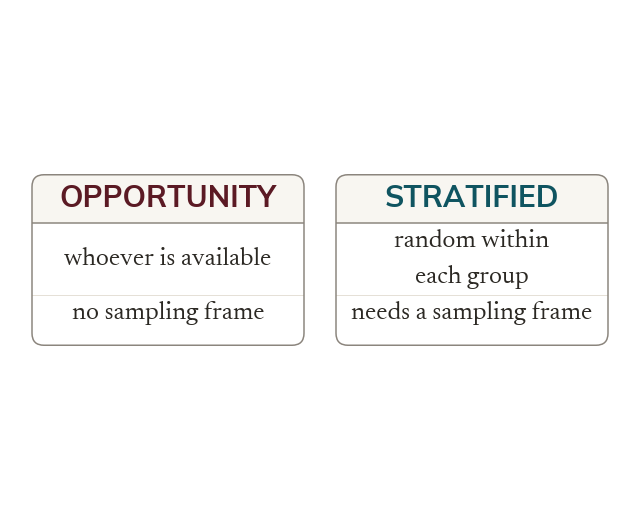 OPPORTUNITY
whoever is available
no sampling frame
STRATIFIED
random within
each group
needs a sampling frame